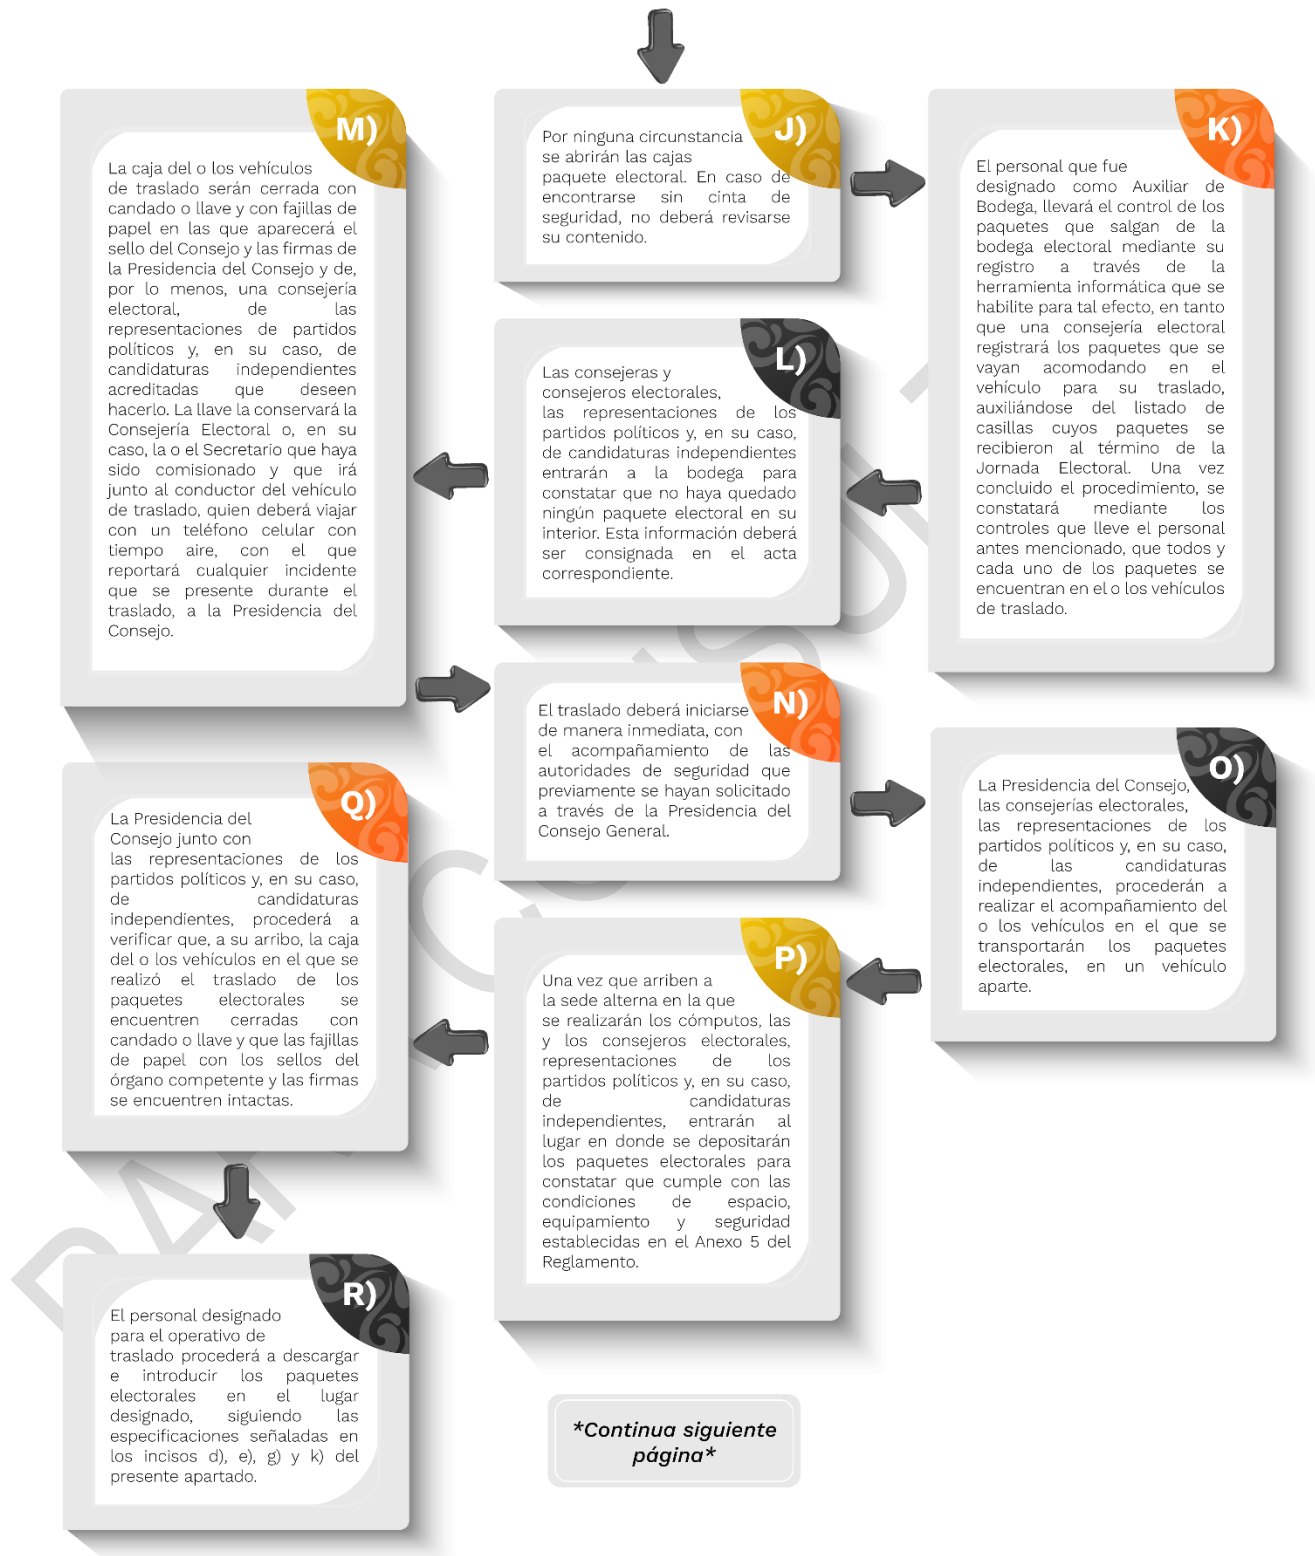 J)
Por ninguna circunstancia
se abrirán las cajas
paquete electoral. En caso de
encontrarse sin cinta de
seguridad, no deberá revisarse
su contenido.
K)
El personal que fue
designado como Auxiliar de
Bodega, llevará el control de los
paquetes que salgan de la
bodega electoral mediante su
registro a través de la
herramienta informática que se
habilite para tal efecto, en tanto
que una consejería electoral
registrará los paquetes que se
vayan acomodando en el
vehículo para su traslado,
auxiliándose del listado de
casillas cuyos paquetes se
recibieron al término de la
Jornada Electoral. Una vez
concluido el procedimiento, se
constatará mediante los
controles que lleve el personal
antes mencionado, que todos y
cada uno de los paquetes se
encuentran en el o los vehículos
de traslado.
L)
Las consejeras y
consejeros electorales,
las representaciones de los
partidos políticos y, en su caso,
de candidaturas independientes
entrarán a la bodega para
constatar que no haya quedado
ningún paquete electoral en su
interior. Esta información deberá
ser consignada en el acta
correspondiente.
M)
La caja del o los vehículos
de traslado serán cerrada con
candado o llave y con fajillas de
papel en las que aparecerá el
sello del Consejo y las firmas de
la Presidencia del Consejo y de,
por lo menos, una consejería
electoral, de las
representaciones de partidos
políticos y, en su caso, de
candidaturas independientes
acreditadas que deseen
hacerlo. La llave la conservará la
Consejería Electoral o, en su
caso, la o el Secretario que haya
sido comisionado y que irá
junto al conductor del vehículo
de traslado, quien deberá viajar
con un teléfono celular con
tiempo aire, con el que
reportará cualquier incidente
que se presente durante el
traslado, a la Presidencia del
Consejo.
N)
El traslado deberá iniciarse
de manera inmediata, con
el acompañamiento de las
autoridades de seguridad que
previamente se hayan solicitado
a través de la Presidencia del
Consejo General.
O)
La Presidencia del Consejo,
las consejerías electorales,
las representaciones de los
partidos políticos y, en su caso,
de las candidaturas
independientes, procederán a
realizar el acompañamiento del
o los vehículos en el que se
transportarán los paquetes
electorales, en un vehículo
aparte.
P)
Una vez que arriben a
la sede alterna en la que
se realizarán los cómputos, las
y los consejeros electorales,
representaciones de los
partidos políticos y, en su caso,
de candidaturas
independientes, entrarán al
lugar en donde se depositarán
los paquetes electorales para
constatar que cumple con las
condiciones de espacio,
equipamiento y seguridad
establecidas en el Anexo 5 del
Reglamento.
Q)
La Presidencia del
Consejo junto con
las representaciones de los
partidos políticos y, en su caso,
de candidaturas
independientes, procederá a
verificar que, a su arribo, la caja
del o los vehículos en el que se
realizó el traslado de los
paquetes electorales se
encuentren cerradas con
candado o llave y que las fajillas
de papel con los sellos del
órgano competente y las firmas
se encuentren intactas.
R)
El personal designado
para el operativo de
traslado procederá a descargar
e introducir los paquetes
electorales en el lugar
designado, siguiendo las
especificaciones señaladas en
los incisos d), e), g) y k) del
presente apartado.
*Continua siguiente
página*